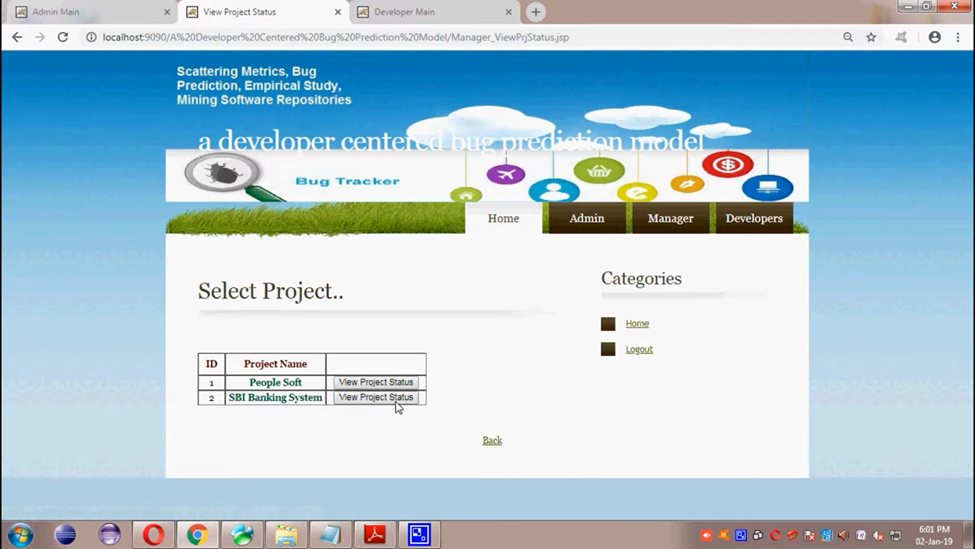 Admin Main
View Project Status
Developer Main
localhost:9090/A%20Developer%20Centered%20Bug%20Prediction%20Model/Manager_ViewPrjStatus.jsp
Scattering Metrics, Bug
Prediction, Empirical Study,
Mining Software Repositories
a developer centered bug prediction model
Bug Tracker
Home Admin Manager Developers
Select Project..
Categories
Home
Logout
ID Project Name
1 People Soft View Project Status
2 SBI Banking System View Project Status
Back
6:01 PM
02-Jan-19